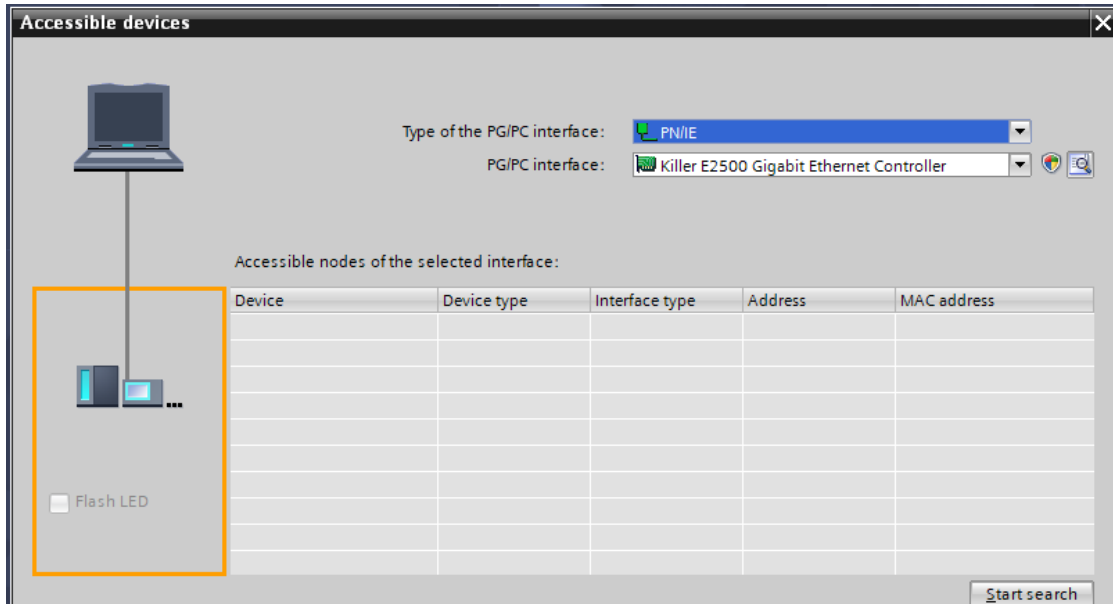 Accessible devices
Type of the PG/PC interface: PN/IE
PG/PC interface: Killer E2500 Gigabit Ethernet Controller
Accessible nodes of the selected interface:
Device Device type Interface type Address MAC address
Flash LED
Start search